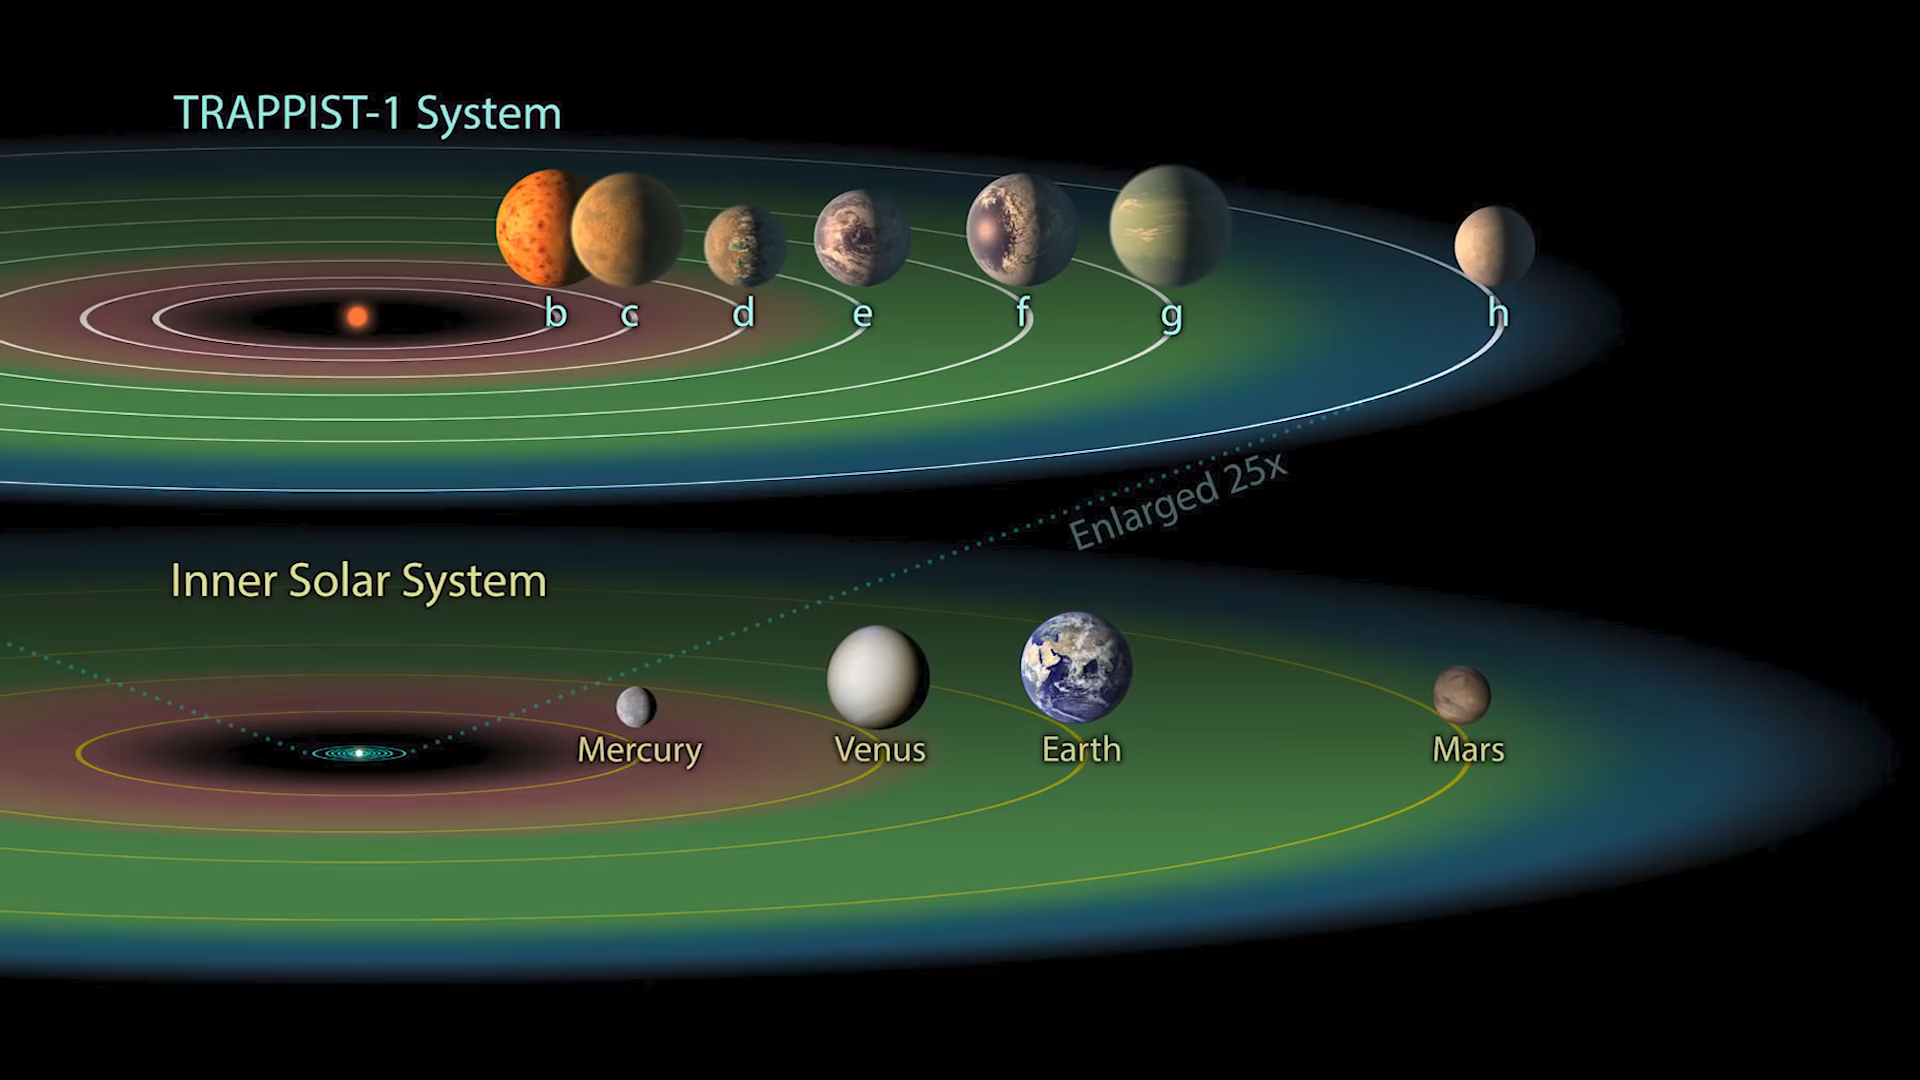 TRAPPIST-1 System
b c d e f g h
Enlarged 25x
Inner Solar System
Mercury Venus Earth Mars